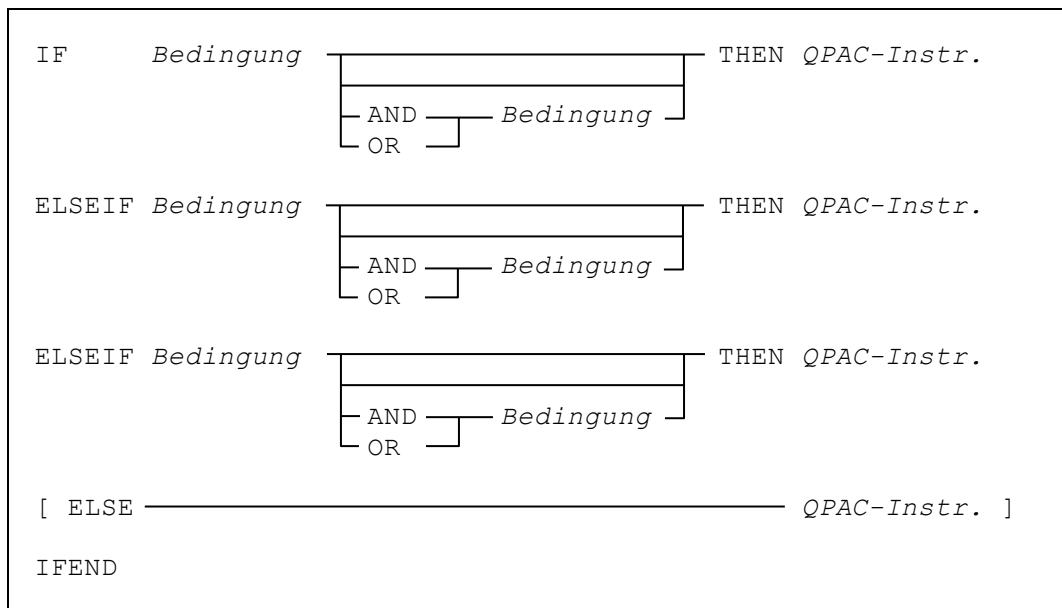 IF Bedingung THEN QPAC-Instr.
AND Bedingung
OR
ELSEIF Bedingung THEN QPAC-Instr.
AND Bedingung
OR
ELSEIF Bedingung THEN QPAC-Instr.
AND Bedingung
OR
[ ELSE QPAC-Instr. ]
IFEND